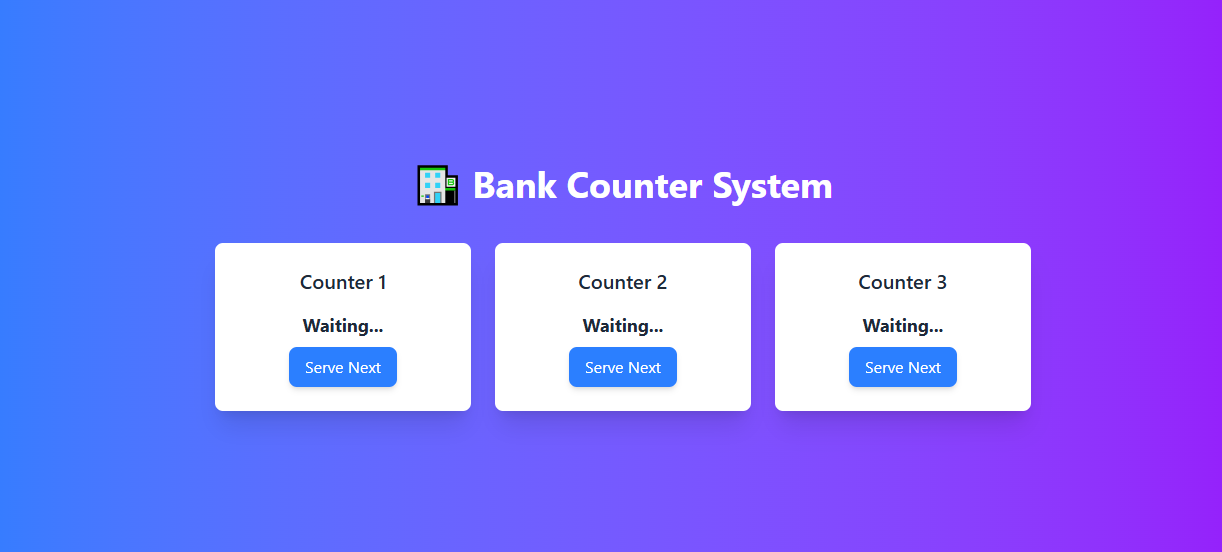 Bank Counter System
Counter 1
Waiting...
Serve Next
Counter 2
Waiting...
Serve Next
Counter 3
Waiting...
Serve Next